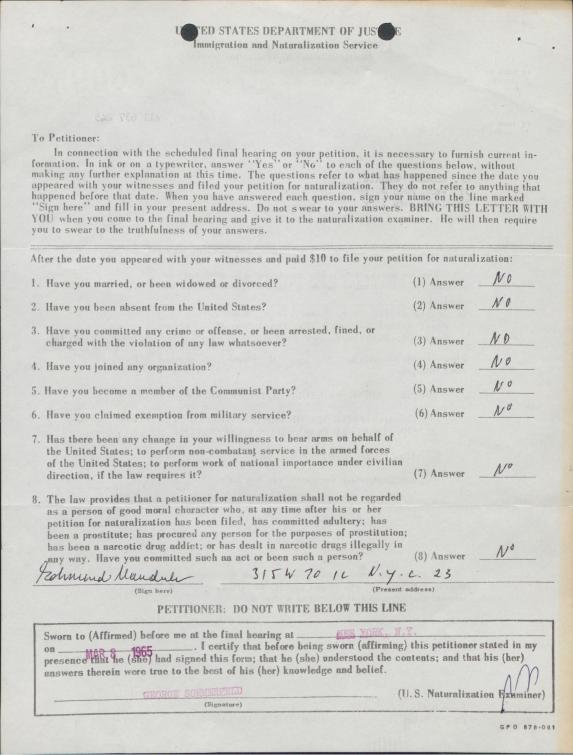 UNITED STATES DEPARTMENT OF JUSTICE
Immigration and Naturalization Service
To Petitioner:
In connection with the scheduled final hearing on your petition, it is necessary to furnish current in-
formation. In ink or on a typewriter, answer "Yes" or "No" to each of the questions below, without
making any further explanation at this time. The questions refer to what has happened since the date you
appeared with your witnesses and filed your petition for naturalization. They do not refer to anything that
happened before that date. When you have answered each question, sign your name on the line marked
"Sign here" and fill in your present address. Do not swear to your answers. BRING THIS LETTER WITH
YOU when you come to the final hearing and give it to the naturalization examiner. He will then require
you to swear to the truthfulness of your answers.
After the date you appeared with your witnesses and paid $10 to file your petition for naturalization:
1. Have you married, or been widowed or divorced? (1) Answer NO
2. Have you been absent from the United States? (2) Answer NO
3. Have you committed any crime or offense, or been arrested, fined, or
charged with the violation of any law whatsoever? (3) Answer NO
4. Have you joined any organization? (4) Answer NO
5. Have you become a member of the Communist Party? (5) Answer NO
6. Have you claimed exemption from military service? (6) Answer NO
7. Has there been any change in your willingness to bear arms on behalf of
the United States; to perform non-combatant service in the armed forces
of the United States; to perform work of national importance under civilian
direction, if the law requires it? (7) Answer NO
8. The law provides that a petitioner for naturalization shall not be regarded
as a person of good moral character who, at any time after his or her
petition for naturalization has been filed, has committed adultery; has
been a prostitute; has procured any person for the purposes of prostitution;
has been a narcotic drug addict; or has dealt in narcotic drugs illegally in
any way. Have you committed such an act or been such a person? (8) Answer NO
315 W 70 N.Y.C. 23
(Sign here) (Present address)
PETITIONER: DO NOT WRITE BELOW THIS LINE
Sworn to (Affirmed) before me at the final hearing at NEW YORK, N.Y.
on MAR 8 1965. I certify that before being sworn (affirming) this petitioner stated in my
presence that he (she) had signed this form; that he (she) understood the contents; and that his (her)
answers therein were true to the best of his (her) knowledge and belief.
GEORGE SOMMERFELD (U. S. Naturalization Examiner)
(Signature)
GPO 878-091